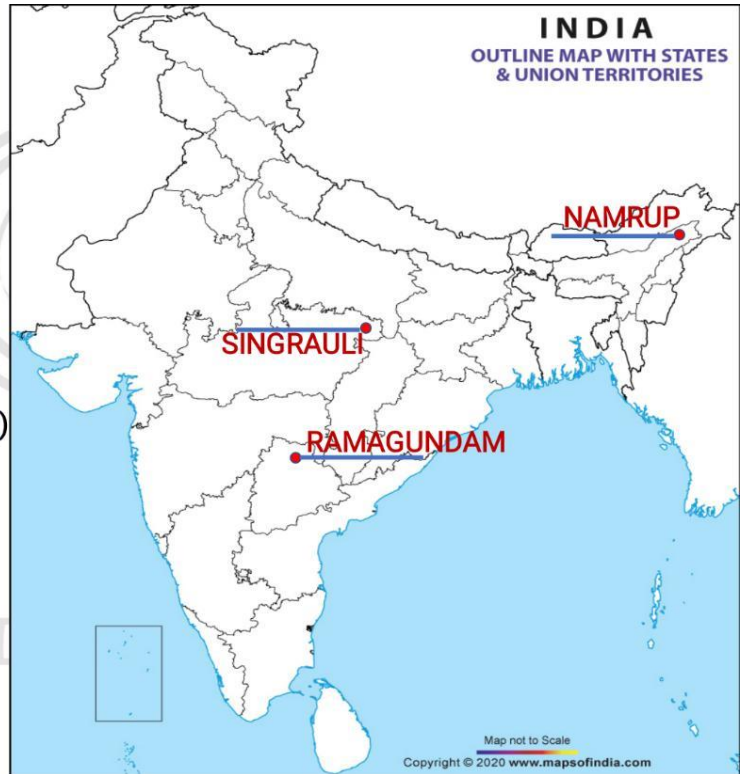 INDIA
OUTLINE MAP WITH STATES
& UNION TERRITORIES
NAMRUP
SINGRAULI
)
RAMAGUNDAM
Map not to Scale
Copyright © 2020 www.mapsofindia.com